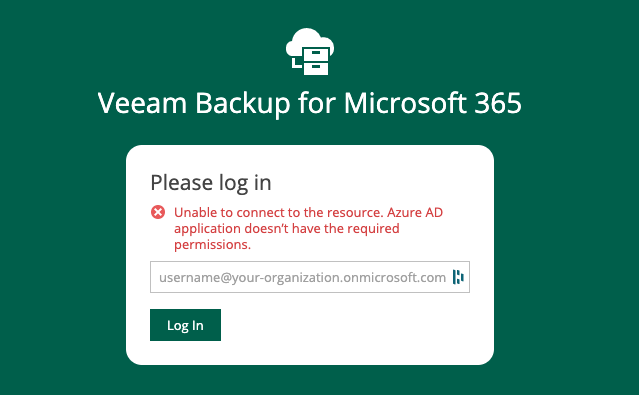 Veeam Backup for Microsoft 365
Please log in
Unable to connect to the resource. Azure AD
application doesn’t have the required
permissions.
username@your-organization.onmicrosoft.com
Log In